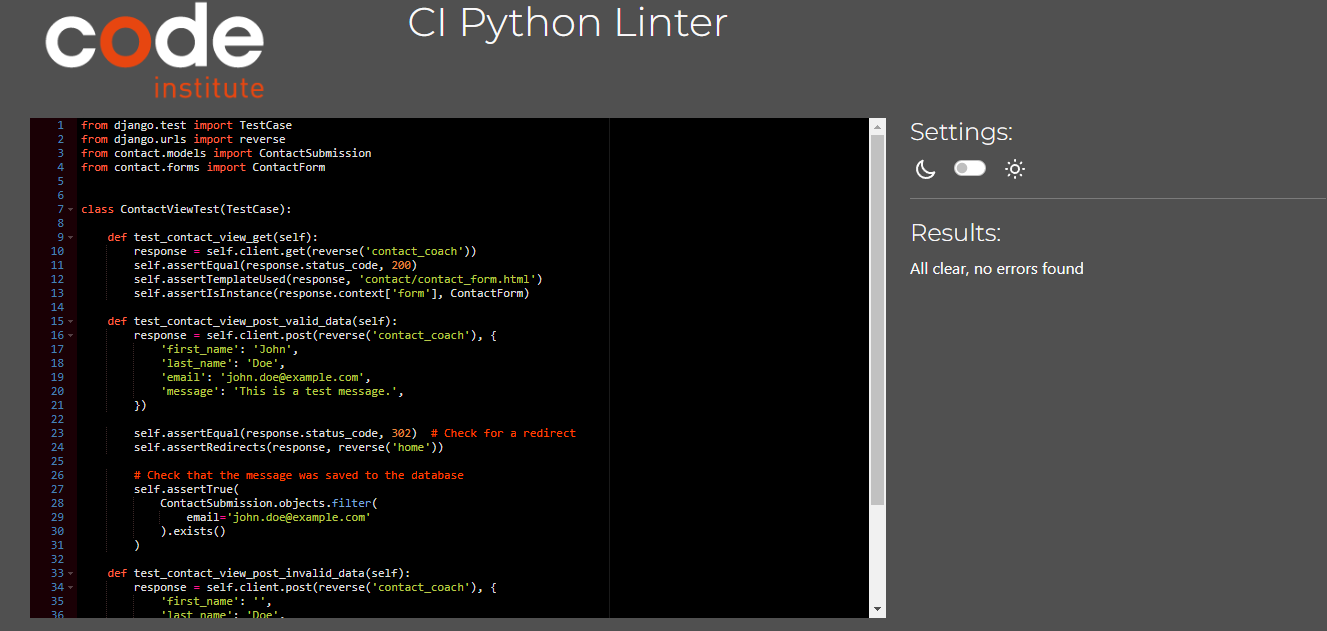 code
institute
CI Python Linter
1 from django.test import TestCase
2 from django.urls import reverse
3 from contact.models import ContactSubmission
4 from contact.forms import ContactForm
5
6
7 class ContactViewTest(TestCase):
8
9     def test_contact_view_get(self):
10         response = self.client.get(reverse('contact_coach'))
11         self.assertEqual(response.status_code, 200)
12         self.assertTemplateUsed(response, 'contact/contact_form.html')
13         self.assertIsInstance(response.context['form'], ContactForm)
14
15     def test_contact_view_post_valid_data(self):
16         response = self.client.post(reverse('contact_coach'), {
17             'first_name': 'John',
18             'last_name': 'Doe',
19             'email': 'john.doe@example.com',
20             'message': 'This is a test message.',
21         })
22
23         self.assertEqual(response.status_code, 302)  # Check for a redirect
24         self.assertRedirects(response, reverse('home'))
25
26         # Check that the message was saved to the database
27         self.assertTrue(
28             ContactSubmission.objects.filter(
29                 email='john.doe@example.com'
30             ).exists()
31         )
32
33     def test_contact_view_post_invalid_data(self):
34         response = self.client.post(reverse('contact_coach'), {
35             'first_name': '',
36             'last_name': 'Doe',
Settings:
Results:
All clear, no errors found